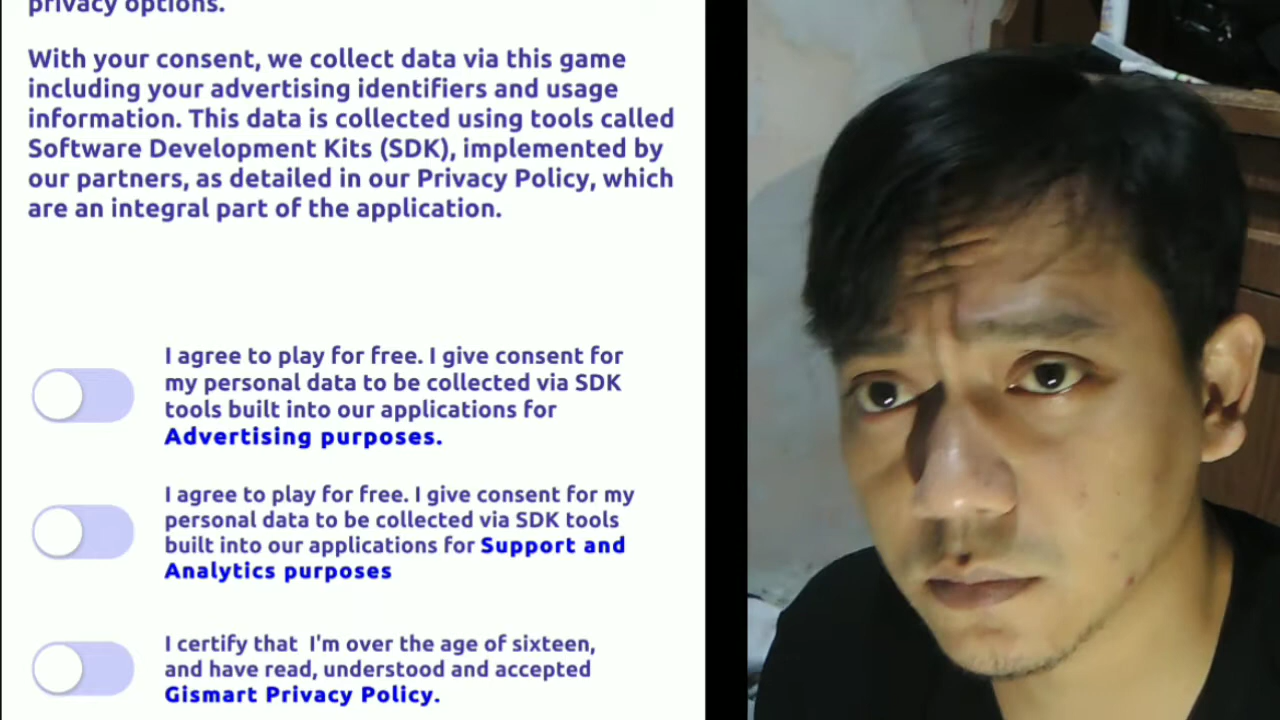 privacy options.
With your consent, we collect data via this game
including your advertising identifiers and usage
information. This data is collected using tools called
Software Development Kits (SDK), implemented by
our partners, as detailed in our Privacy Policy, which
are an integral part of the application.
I agree to play for free. I give consent for
my personal data to be collected via SDK
tools built into our applications for
Advertising purposes.
I agree to play for free. I give consent for my
personal data to be collected via SDK tools
built into our applications for Support and
Analytics purposes
I certify that I'm over the age of sixteen,
and have read, understood and accepted
Gismart Privacy Policy.